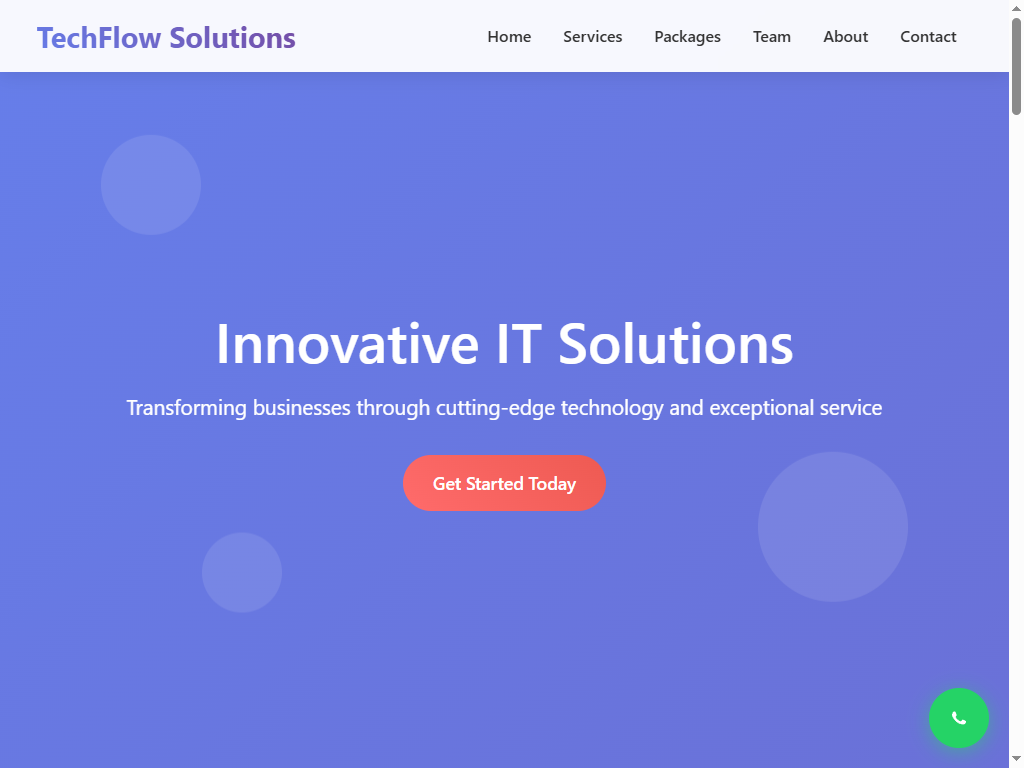 TechFlow Solutions
Home Services Packages Team About Contact
Innovative IT Solutions
Transforming businesses through cutting-edge technology and exceptional service
Get Started Today